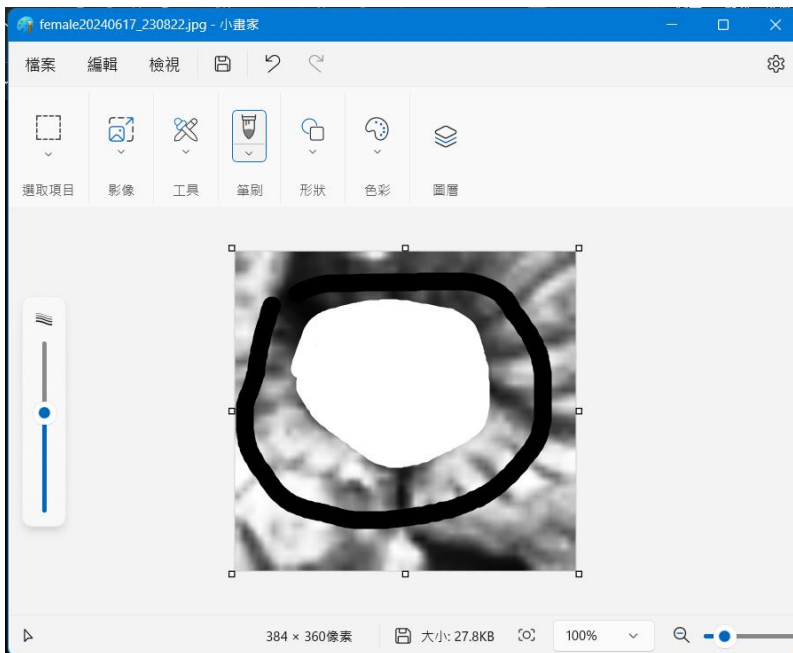 female20240617_230822.jpg - 小畫家
檔案 編輯 檢視
選取項目 影像 工具 筆刷 形狀 色彩 圖層
384 × 360像素 大小: 27.8KB 100%